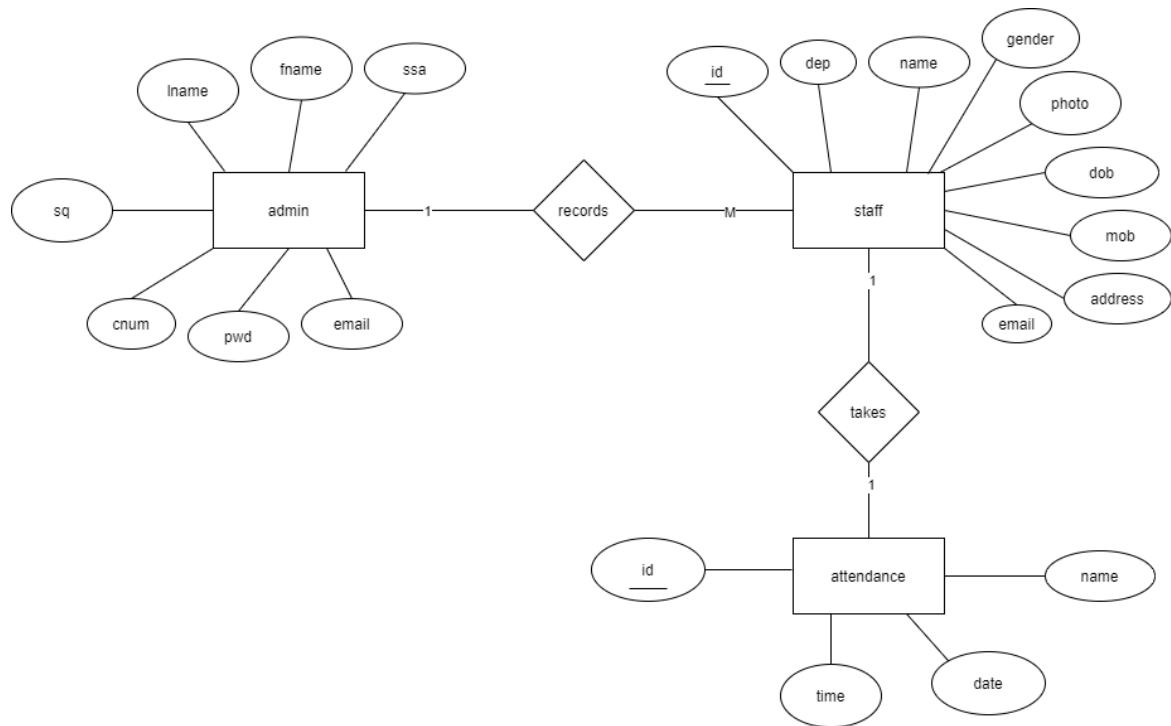 gender
fname
dep
name
ssa
id
lname
photo
dob
sq
admin
1
records
M
staff
mob
1
address
cnum
pwd
email
email
takes
1
id
attendance
name
time
date